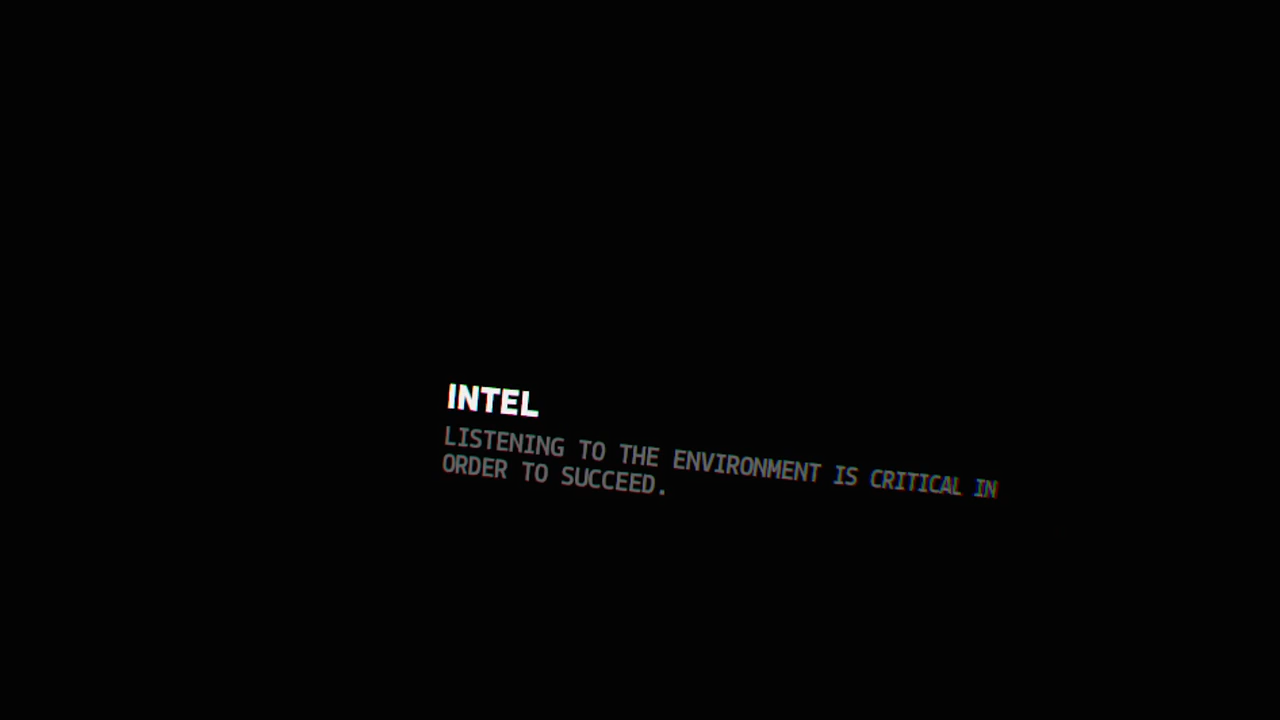 INTEL
LISTENING TO THE ENVIRONMENT IS CRITICAL IN
ORDER TO SUCCEED.